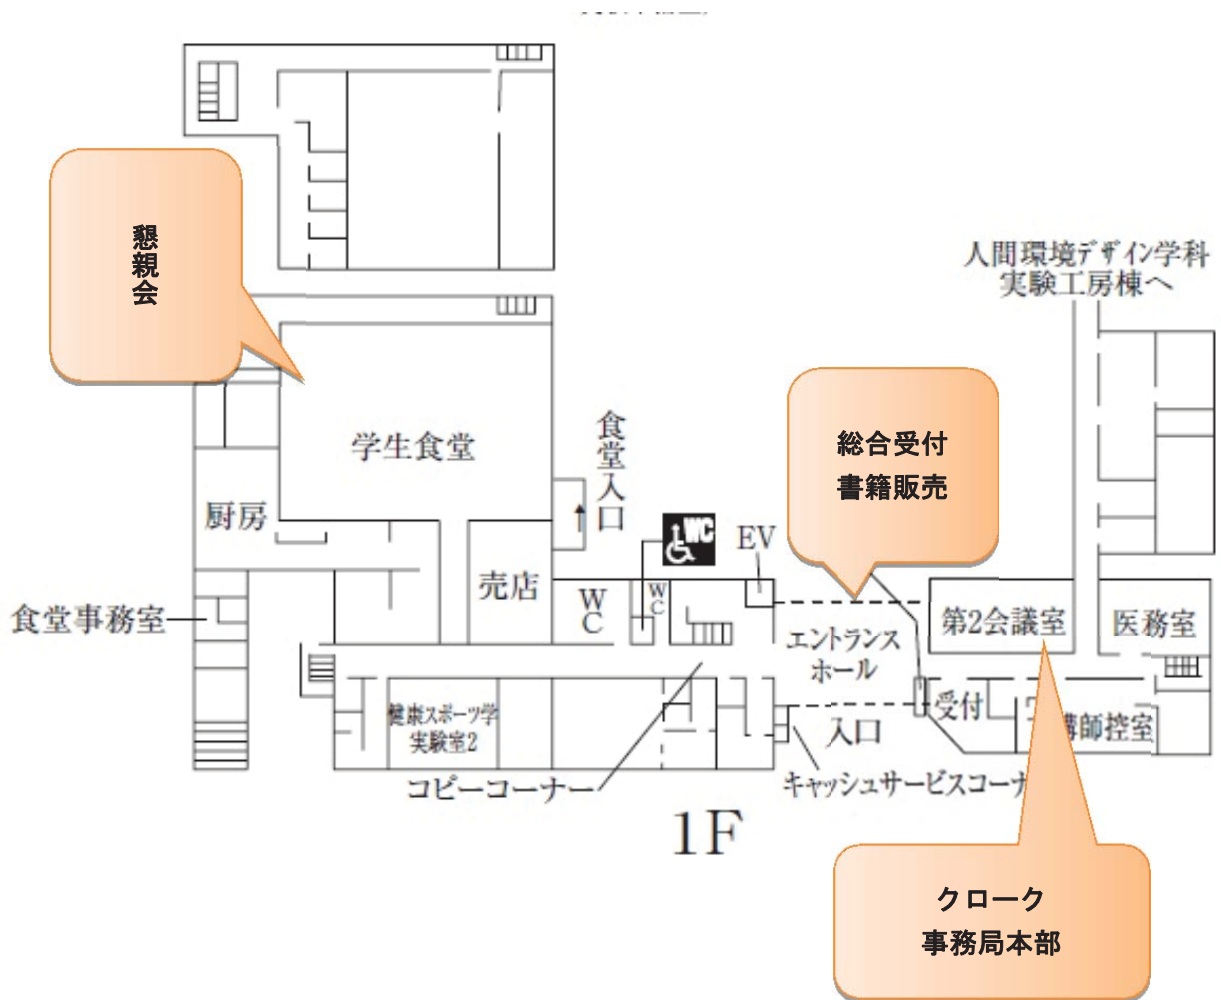 懇親会
人間環境デザイン学科
実験工房棟へ
総合受付
書籍販売
食堂入口
学生食堂
厨房
WC
EV
売店
WC
WC
食堂事務室
エントランス
ホール
第2会議室
医務室
健康スポーツ学
実験室2
受付
入口
講師控室
コピーコーナー
キャッシュサービスコーナ
1F
クローク
事務局本部